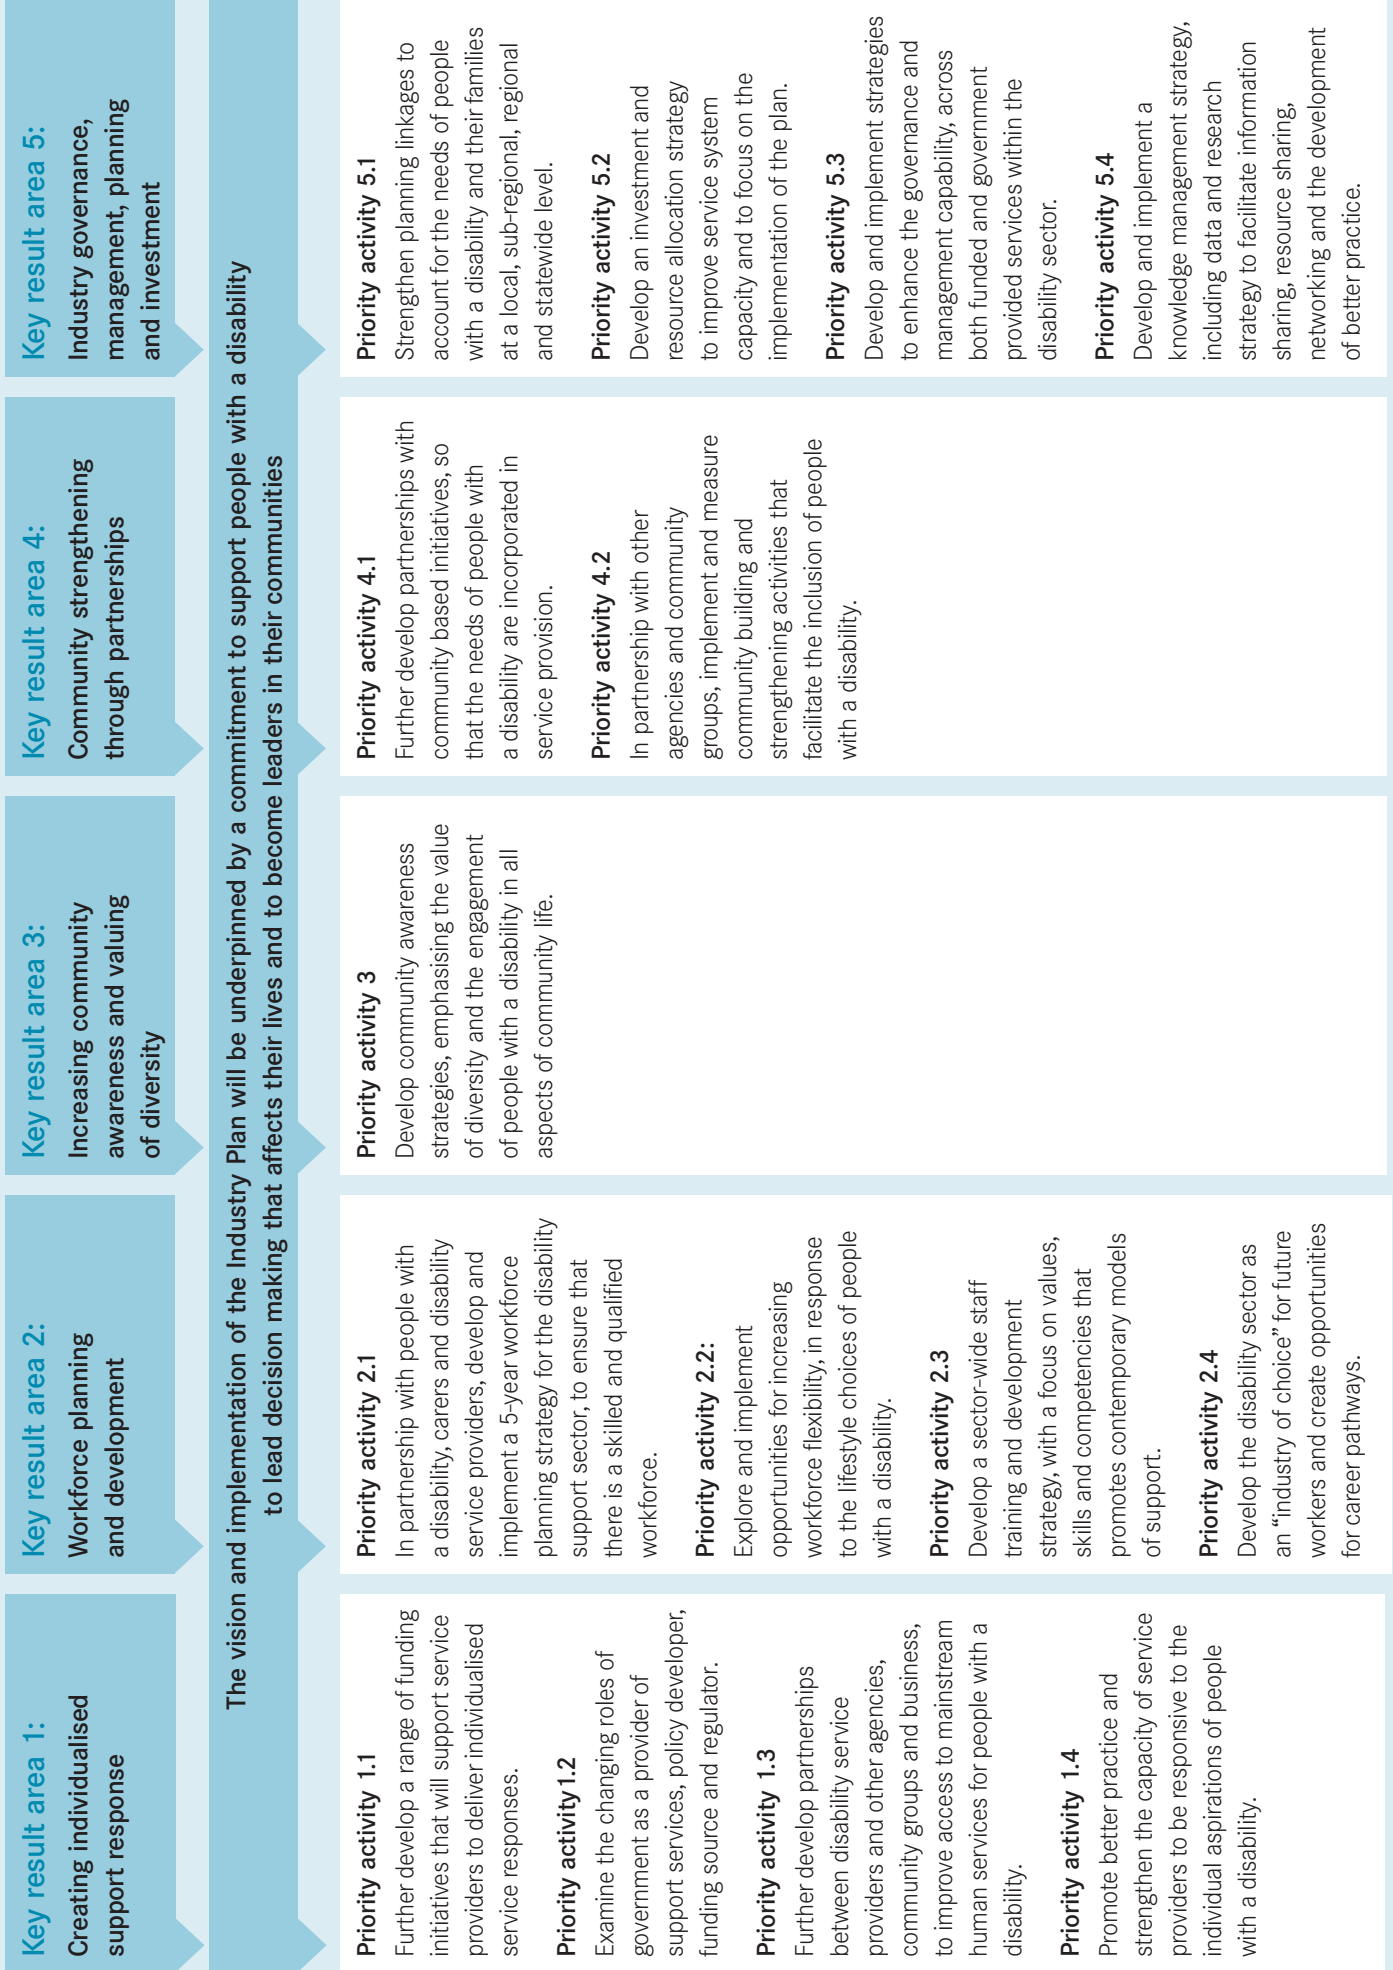 Key result area 1:
Creating individualised
support response
Key result area 2:
Workforce planning
and development
Key result area 3:
Increasing community
awareness and valuing
of diversity
Key result area 4:
Community strengthening
through partnerships
Key result area 5:
Industry governance,
management, planning
and investment
The vision and implementation of the Industry Plan will be underpinned by a commitment to support people with a disability
to lead decision making that affects their lives and to become leaders in their communities
Priority activity 1.1
Further develop a range of funding
initiatives that will support service
providers to deliver individualised
service responses.
Priority activity1.2
Examine the changing roles of
government as a provider of
support services, policy developer,
funding source and regulator.
Priority activity 1.3
Further develop partnerships
between disability service
providers and other agencies,
community groups and business,
to improve access to mainstream
human services for people with a
disability.
Priority activity 1.4
Promote better practice and
strengthen the capacity of service
providers to be responsive to the
individual aspirations of people
with a disability.
Priority activity 2.1
In partnership with people with
a disability, carers and disability
service providers, develop and
implement a 5-year workforce
planning strategy for the disability
support sector, to ensure that
there is a skilled and qualified
workforce.
Priority activity 2.2:
Explore and implement
opportunities for increasing
workforce flexibility, in response
to the lifestyle choices of people
with a disability.
Priority activity 2.3
Develop a sector-wide staff
training and development
strategy, with a focus on values,
skills and competencies that
promotes contemporary models
of support.
Priority activity 2.4
Develop the disability sector as
an “industry of choice” for future
workers and create opportunities
for career pathways.
Priority activity 3
Develop community awareness
strategies, emphasising the value
of diversity and the engagement
of people with a disability in all
aspects of community life.
Priority activity 4.1
Further develop partnerships with
community based initiatives, so
that the needs of people with
a disability are incorporated in
service provision.
Priority activity 4.2
In partnership with other
agencies and community
groups, implement and measure
community building and
strengthening activities that
facilitate the inclusion of people
with a disability.
Priority activity 5.1
Strengthen planning linkages to
account for the needs of people
with a disability and their families
at a local, sub-regional, regional
and statewide level.
Priority activity 5.2
Develop an investment and
resource allocation strategy
to improve service system
capacity and to focus on the
implementation of the plan.
Priority activity 5.3
Develop and implement strategies
to enhance the governance and
management capability, across
both funded and government
provided services within the
disability sector.
Priority activity 5.4
Develop and implement a
knowledge management strategy,
including data and research
strategy to facilitate information
sharing, resource sharing,
networking and the development
of better practice.